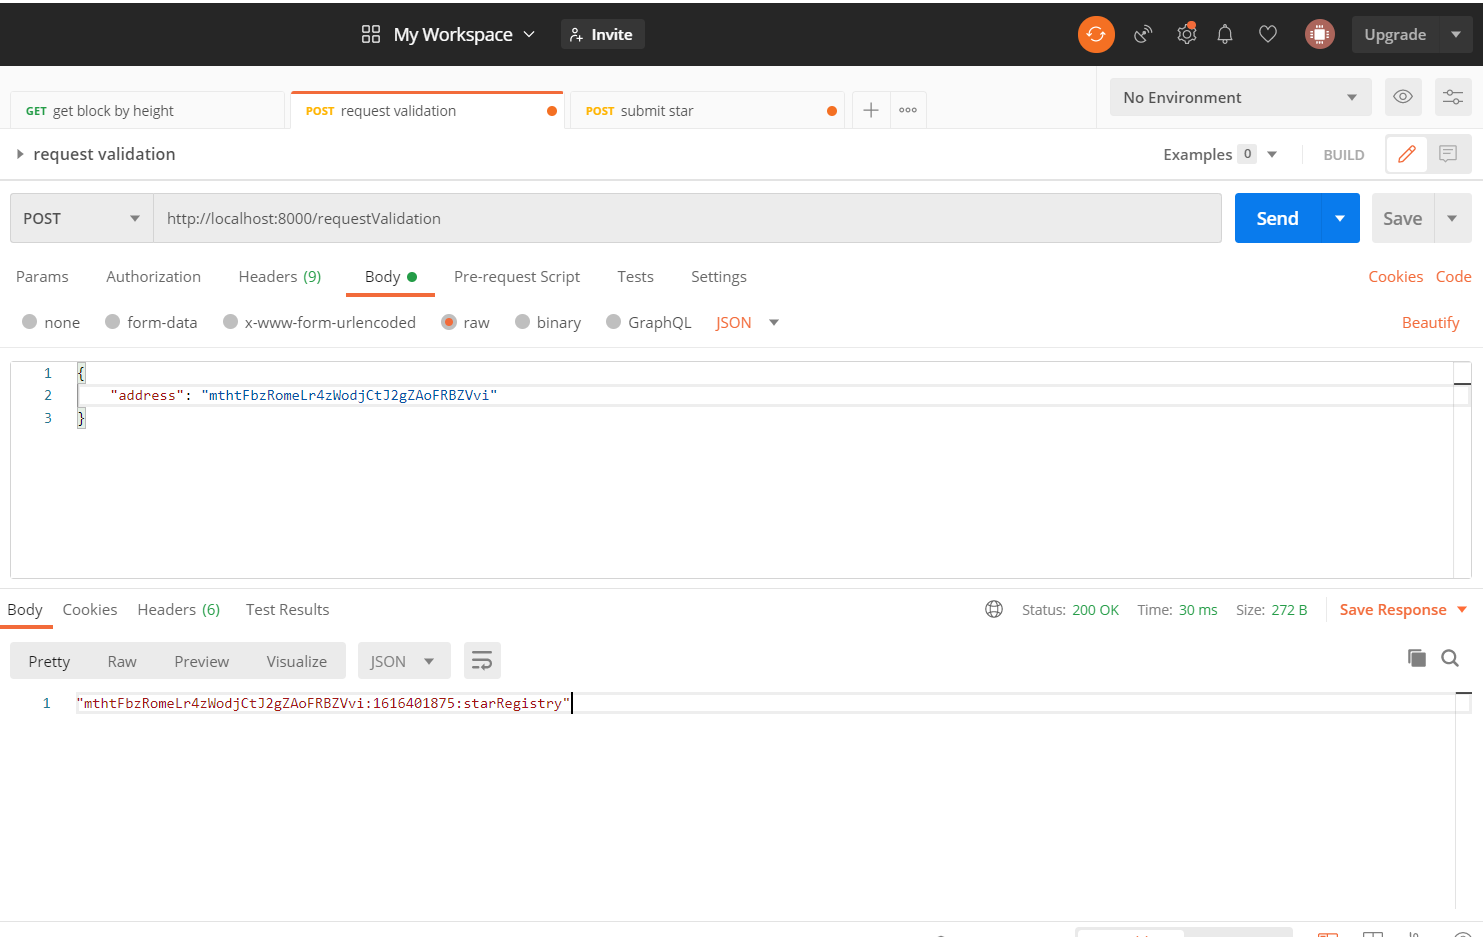 My Workspace Invite Upgrade
GET get block by height POST request validation POST submit star No Environment
request validation Examples 0 BUILD
POST http://localhost:8000/requestValidation Send Save
Params Authorization Headers (9) Body Pre-request Script Tests Settings Cookies Code
none form-data x-www-form-urlencoded raw binary GraphQL JSON Beautify
1 {
2 "address": "mthtFbzRomeLr4zWodjCtJ2gZAoFRBZVvi"
3 }
Body Cookies Headers (6) Test Results Status: 200 OK Time: 30 ms Size: 272 B Save Response
Pretty Raw Preview Visualize JSON
1 "mthtFbzRomeLr4zWodjCtJ2gZAoFRBZVvi:1616401875:starRegistry"